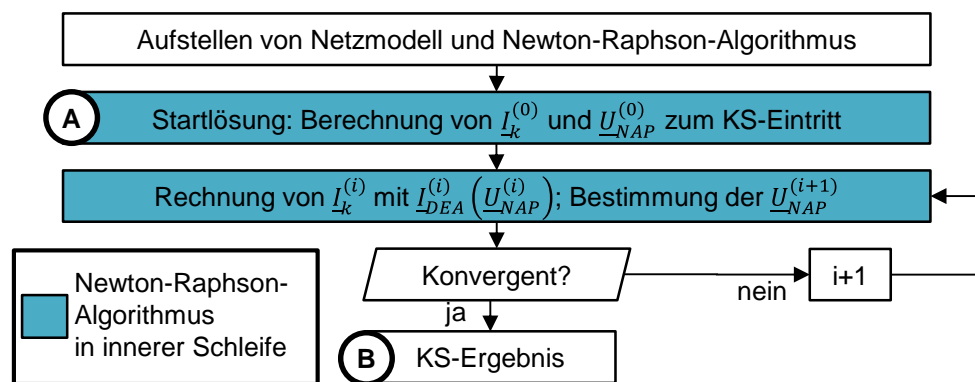 Aufstellen von Netzmodell und Newton-Raphson-Algorithmus
A
Startlösung: Berechnung von I_k^(0) und U_NAP^(0) zum KS-Eintritt
Rechnung von I_k^(i) mit I_DEA^(i) (U_NAP^(i)); Bestimmung der U_NAP^(i+1)
Konvergent?
nein
i+1
ja
B
KS-Ergebnis
Newton-Raphson-
Algorithmus
in innerer Schleife